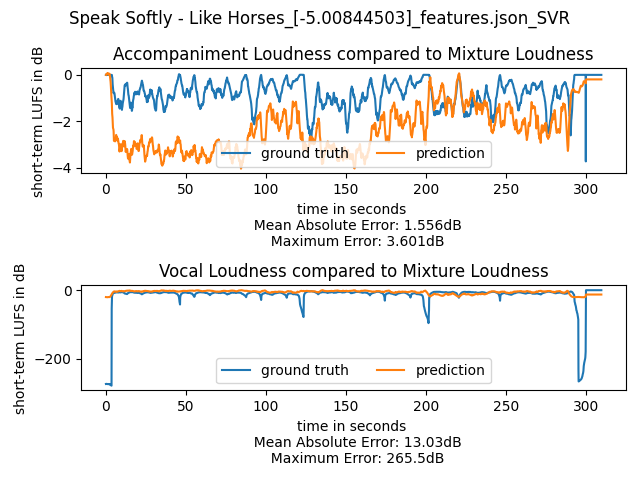 Speak Softly - Like Horses_[-5.00844503]_features.json_SVR
Accompaniment Loudness compared to Mixture Loudness
short-term LUFS in dB
0
−2
−4
ground truth
prediction
0 50 100 150 200 250 300
time in seconds
Mean Absolute Error: 1.556dB
Maximum Error: 3.601dB
Vocal Loudness compared to Mixture Loudness
short-term LUFS in dB
0
−200
ground truth
prediction
0 50 100 150 200 250 300
time in seconds
Mean Absolute Error: 13.03dB
Maximum Error: 265.5dB